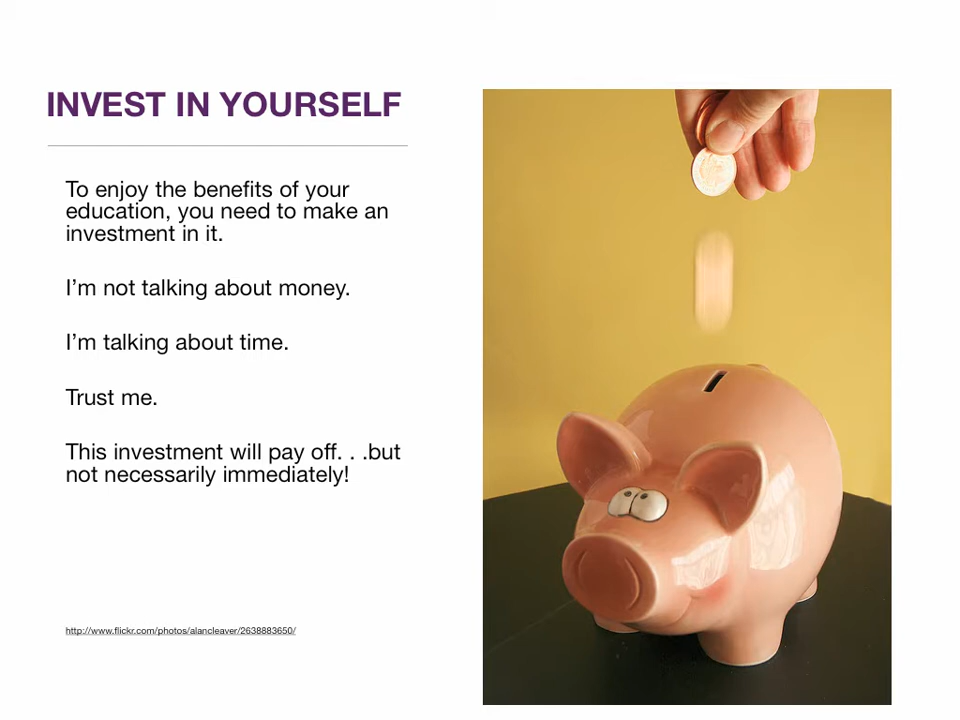 INVEST IN YOURSELF
To enjoy the benefits of your
education, you need to make an
investment in it.
I’m not talking about money.
I’m talking about time.
Trust me.
This investment will pay off. . .but
not necessarily immediately!
http://www.flickr.com/photos/alancleaver/2638883650/